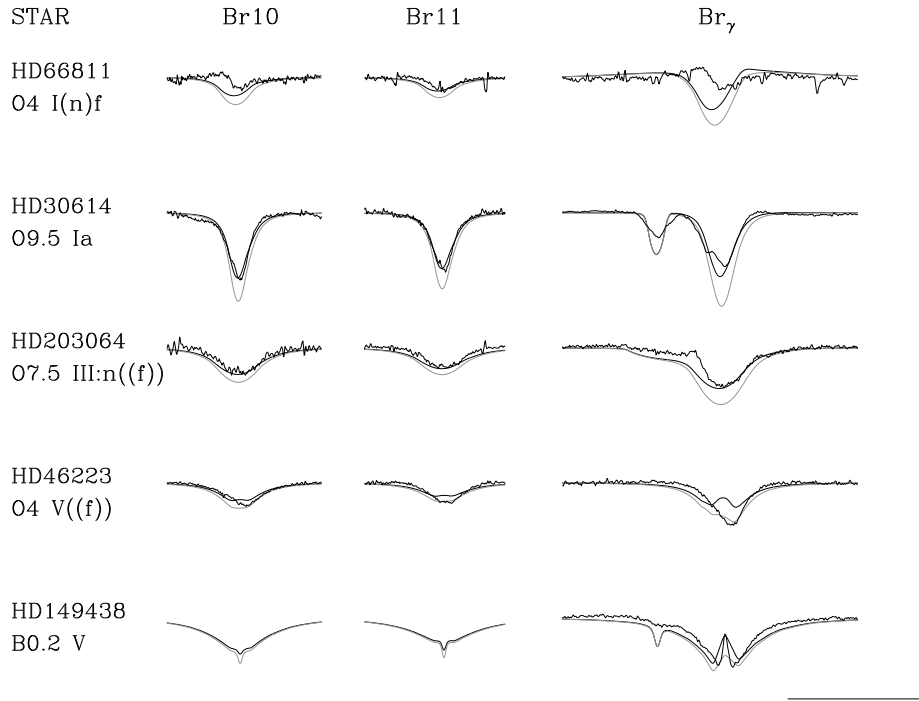 STAR Br10 Br11 Brγ
HD66811
O4 I(n)f
HD30614
O9.5 Ia
HD203064
O7.5 III:n((f))
HD46223
O4 V((f))
HD149438
B0.2 V